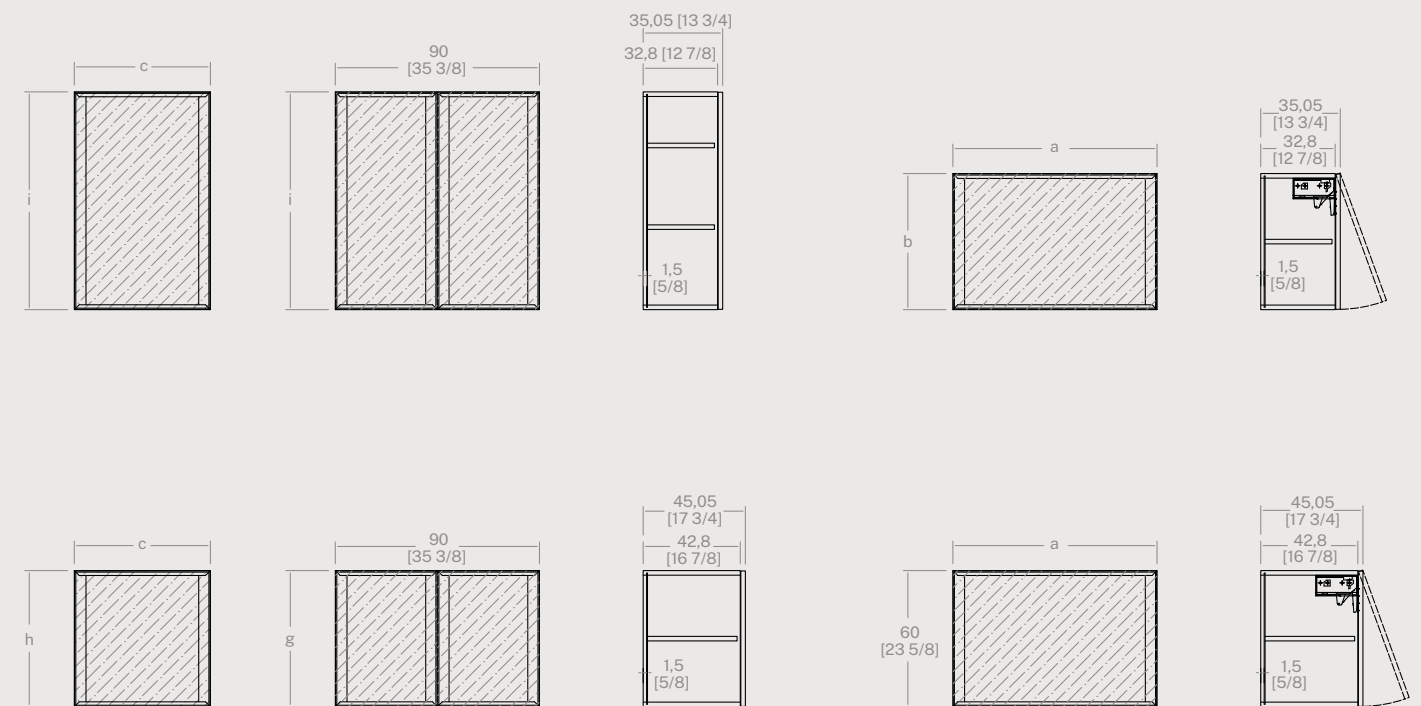 35,05 [13 3/4]
32,8 [12 7/8]
c
90
[35 3/8]
i
i
1,5
[5/8]
a
b
35,05
[13 3/4]
32,8
[12 7/8]
1,5
[5/8]
c
h
90
[35 3/8]
g
45,05
[17 3/4]
42,8
[16 7/8]
1,5
[5/8]
a
60
[23 5/8]
45,05
[17 3/4]
42,8
[16 7/8]
1,5
[5/8]